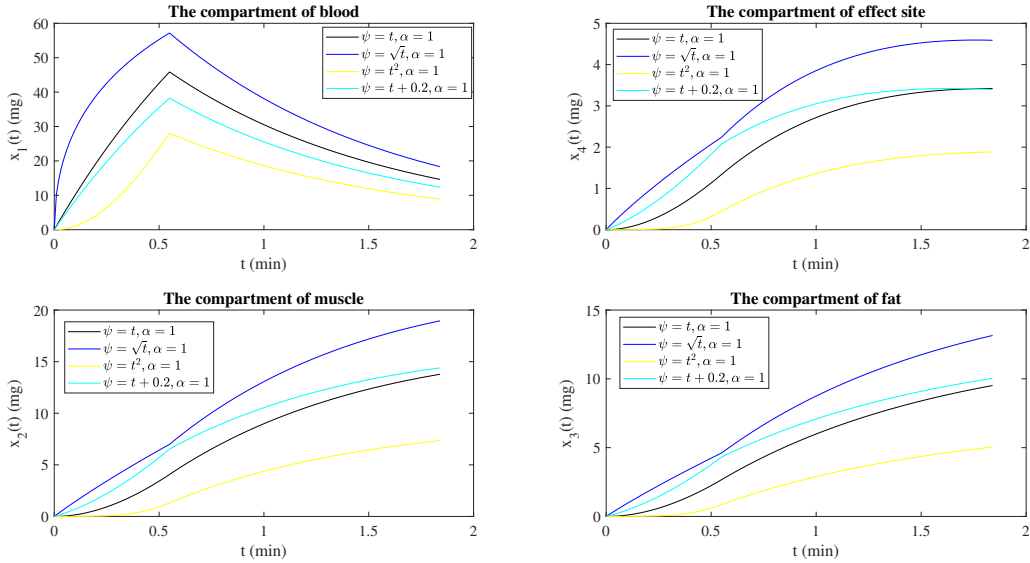 The compartment of blood
x₁(t) (mg)
60
50
40
30
20
10
0
ψ = t, α = 1
ψ = √t, α = 1
ψ = t², α = 1
ψ = t + 0.2, α = 1
0 0.5 1 1.5 2
t (min)
The compartment of effect site
x₄(t) (mg)
5
4
3
2
1
0
ψ = t, α = 1
ψ = √t, α = 1
ψ = t², α = 1
ψ = t + 0.2, α = 1
0 0.5 1 1.5 2
t (min)
The compartment of muscle
x₂(t) (mg)
20
15
10
5
0
ψ = t, α = 1
ψ = √t, α = 1
ψ = t², α = 1
ψ = t + 0.2, α = 1
0 0.5 1 1.5 2
t (min)
The compartment of fat
x₃(t) (mg)
15
10
5
0
ψ = t, α = 1
ψ = √t, α = 1
ψ = t², α = 1
ψ = t + 0.2, α = 1
0 0.5 1 1.5 2
t (min)